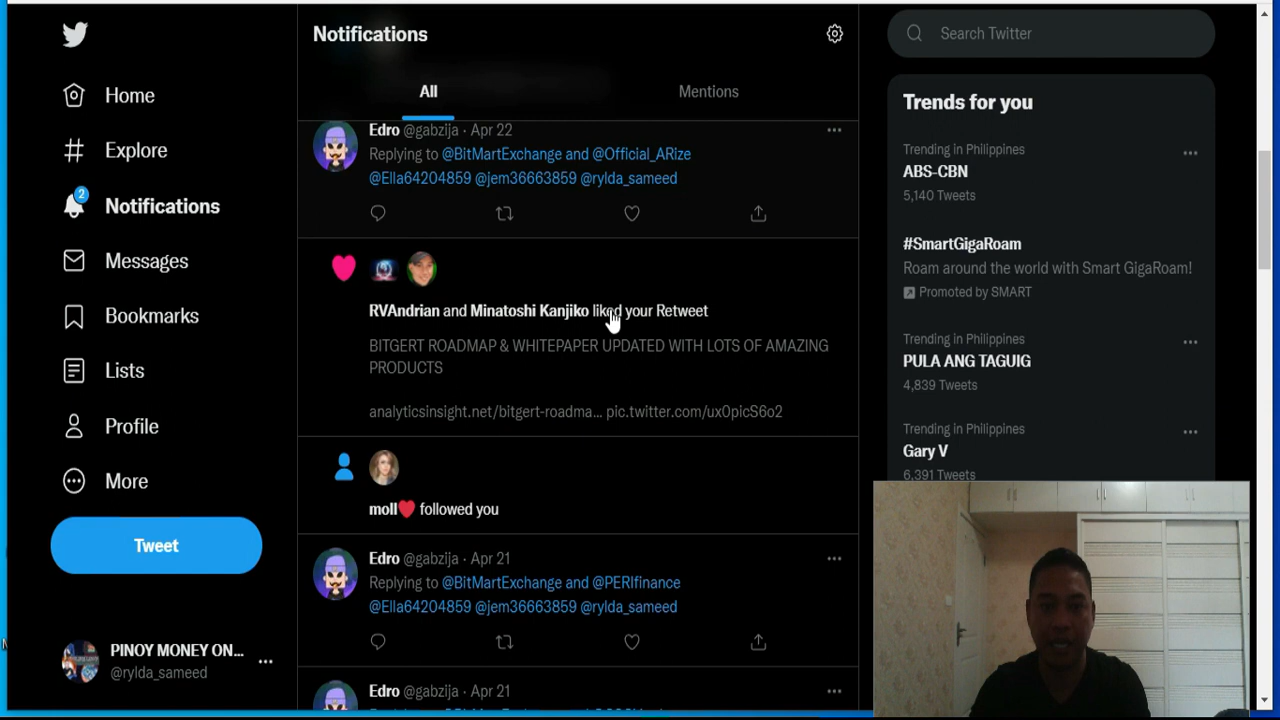 Home
Explore
2
Notifications
Messages
Bookmarks
Lists
Profile
More
Tweet
PINOY MONEY ON...
@rylda_sameed
Notifications
All
Mentions
Edro @gabzija · Apr 22
Replying to @BitMartExchange and @Official_ARize
@Ella64204859 @jem36663859 @rylda_sameed
RVAndrian and Minatoshi Kanjiko liked your Retweet
BITGERT ROADMAP & WHITEPAPER UPDATED WITH LOTS OF AMAZING
PRODUCTS
analyticsinsight.net/bitgert-roadma... pic.twitter.com/ux0picS6o2
moll❤️ followed you
Edro @gabzija · Apr 21
Replying to @BitMartExchange and @PERIfinance
@Ella64204859 @jem36663859 @rylda_sameed
Edro @gabzija · Apr 21
Search Twitter
Trends for you
Trending in Philippines
ABS-CBN
5,140 Tweets
#SmartGigaRoam
Roam around the world with Smart GigaRoam!
Promoted by SMART
Trending in Philippines
PULA ANG TAGUIG
4,839 Tweets
Trending in Philippines
Gary V
6,391 Tweets